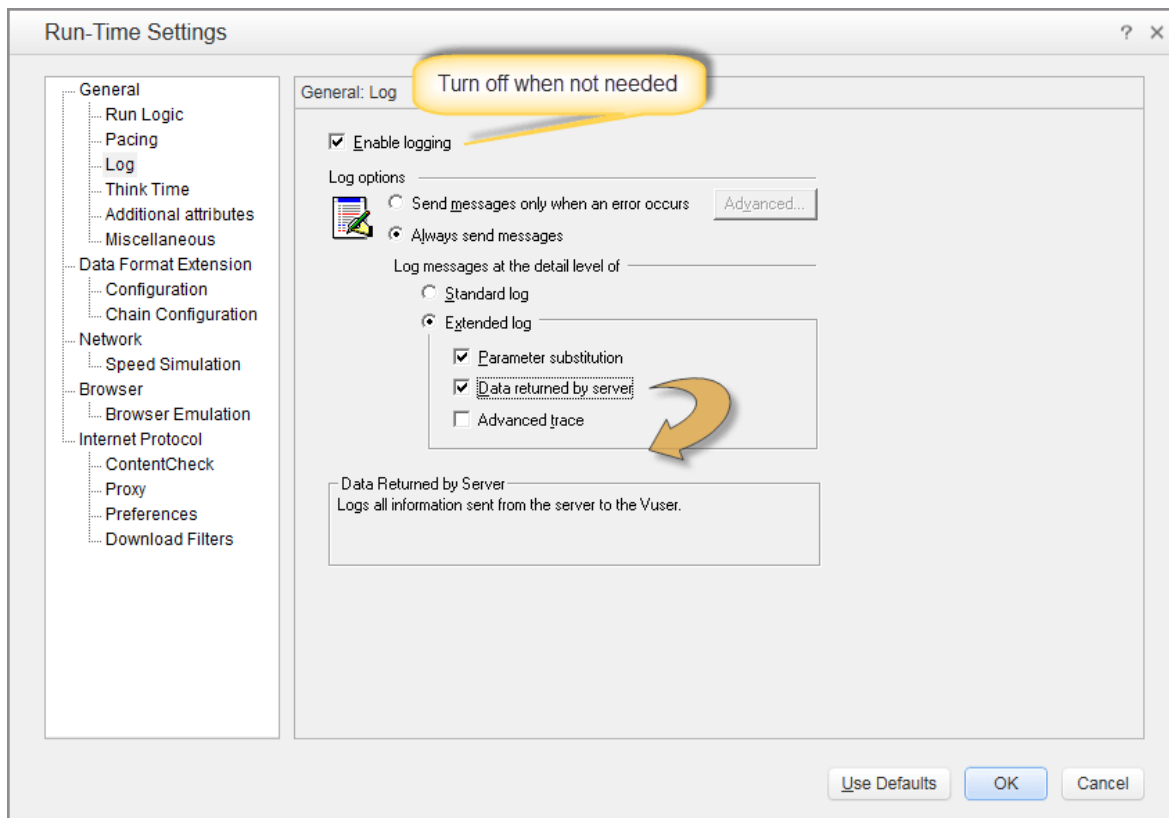 Run-Time Settings
?
General
Run Logic
Pacing
Log
Think Time
Additional attributes
Miscellaneous
Data Format Extension
Configuration
Chain Configuration
Network
Speed Simulation
Browser
Browser Emulation
Internet Protocol
ContentCheck
Proxy
Preferences
Download Filters
General: Log
Turn off when not needed
Enable logging
Log options
Send messages only when an error occurs
Advanced...
Always send messages
Log messages at the detail level of
Standard log
Extended log
Parameter substitution
Data returned by server
Advanced trace
Data Returned by Server
Logs all information sent from the server to the Vuser.
Use Defaults
OK
Cancel